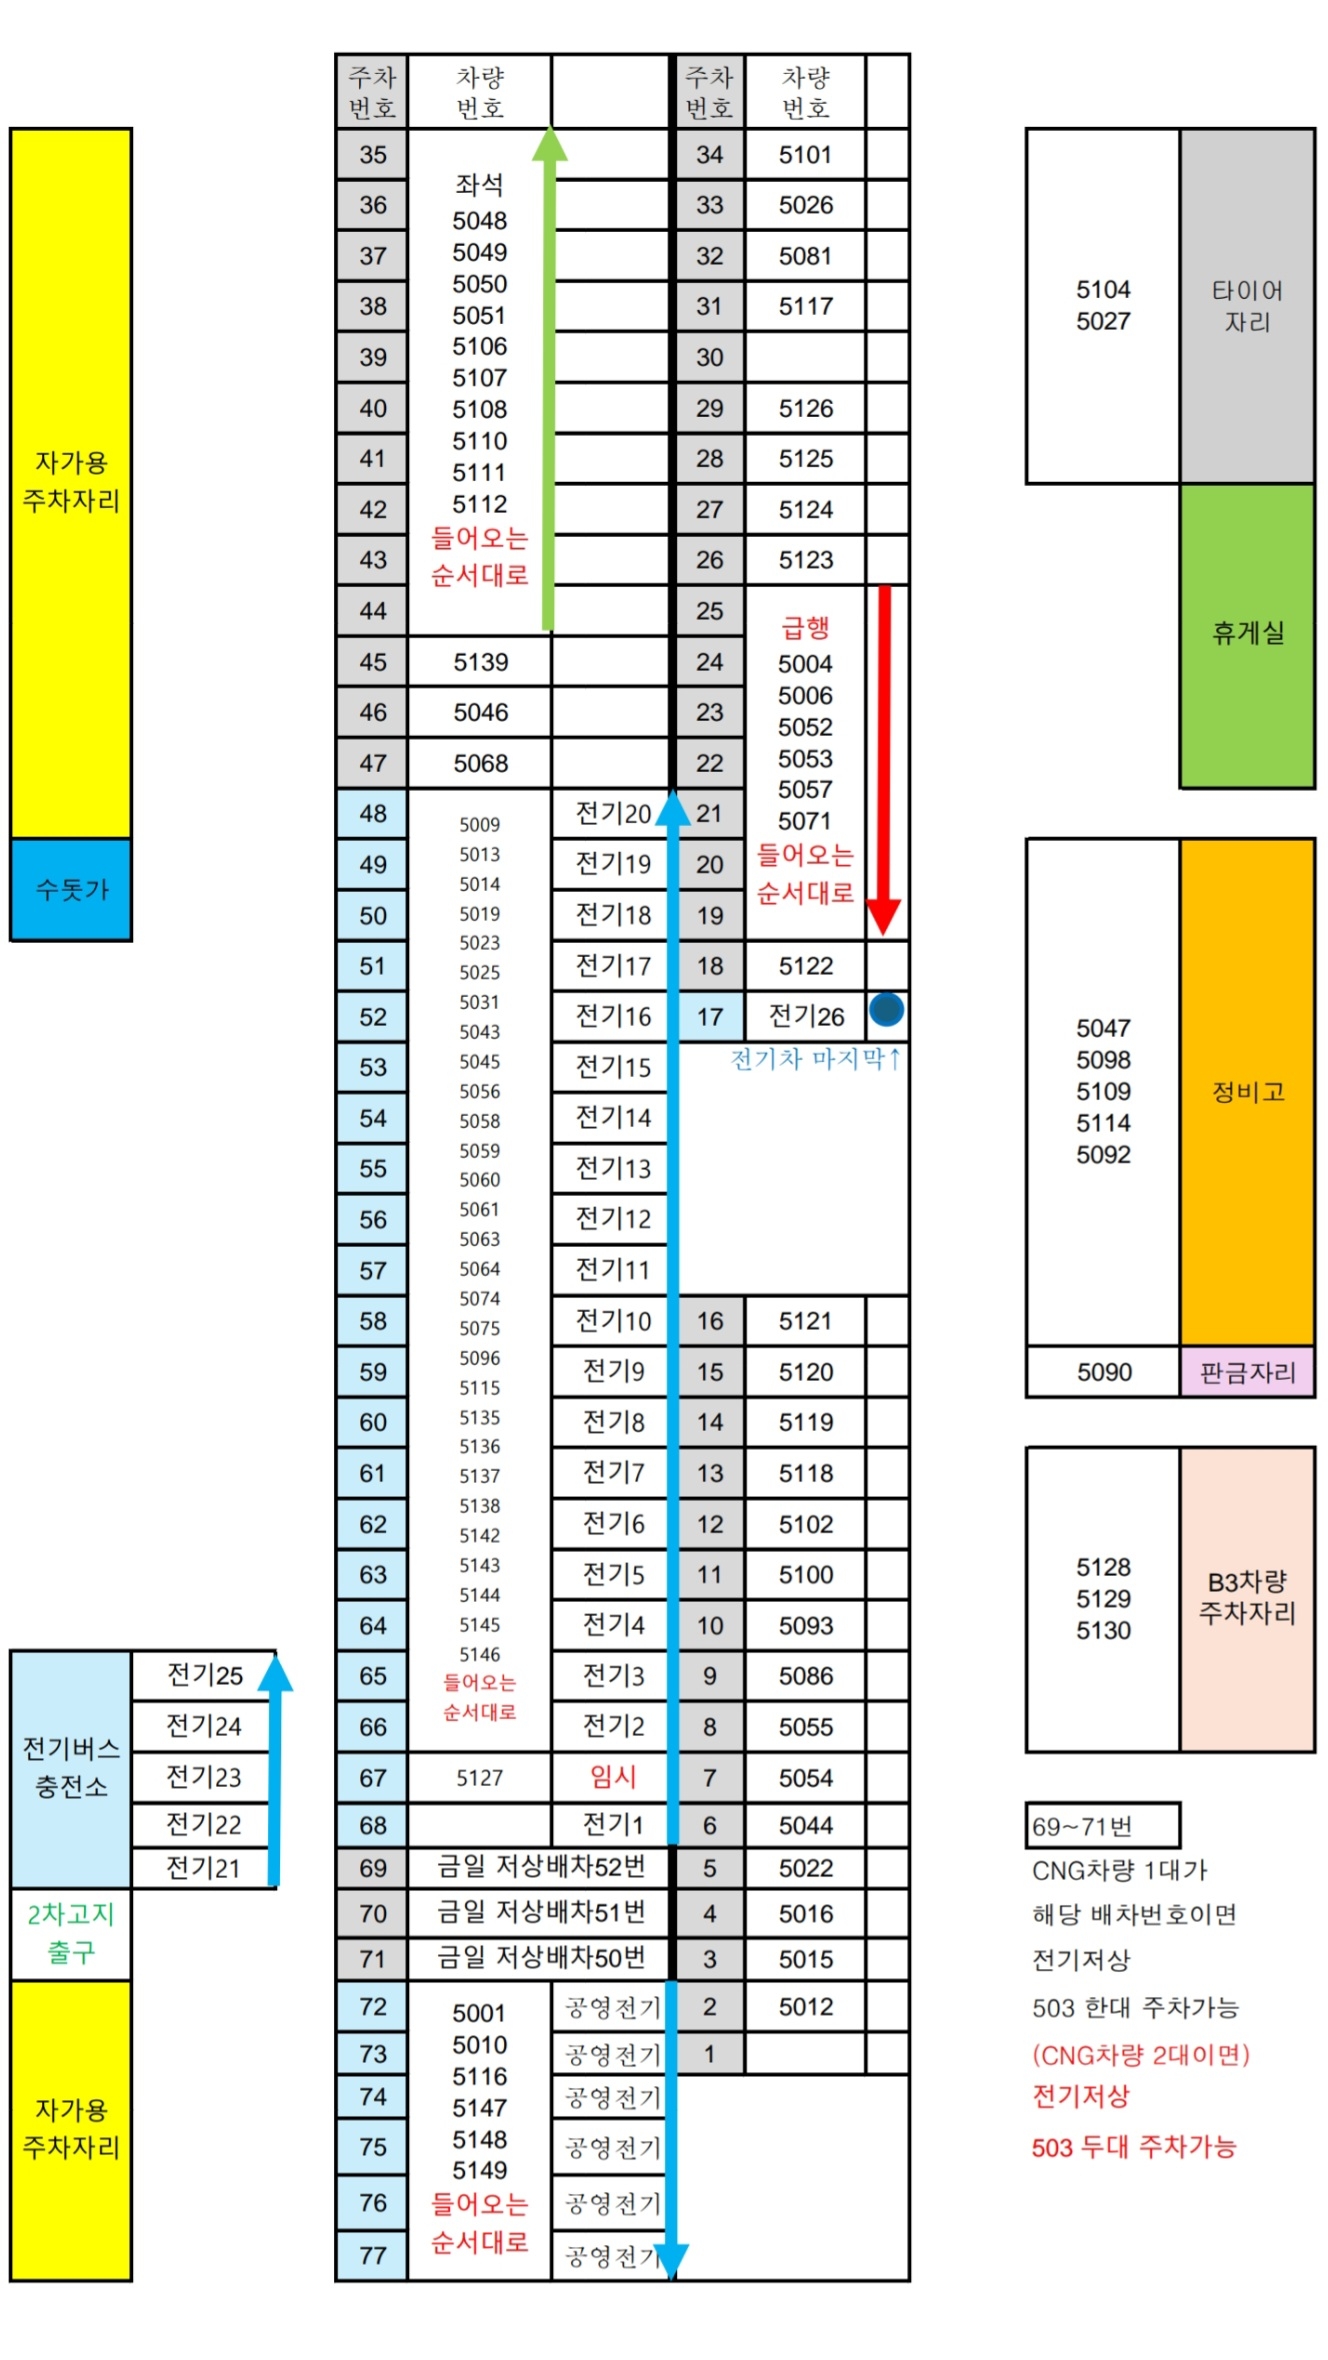 주차
번호
차량
번호
주차
번호
차량
번호
35
36
37
38
39
40
41
42
43
44
좌석
5048
5049
5050
5051
5106
5107
5108
5110
5111
5112
들어오는
순서대로
45 5139
46 5046
47 5068
48
49
50
51
52
53
54
55
56
57
58
59
60
61
62
63
64
65
66
5009
5013
5014
5019
5023
5025
5031
5043
5045
5056
5058
5059
5060
5061
5063
5064
5074
5075
5096
5115
5135
5136
5137
5138
5142
5143
5144
5145
5146
들어오는
순서대로
전기20
전기19
전기18
전기17
전기16
전기15
전기14
전기13
전기12
전기11
전기10
전기9
전기8
전기7
전기6
전기5
전기4
전기3
전기2
67 5127 임시
68 전기1
69 금일 저상배차52번
70 금일 저상배차51번
71 금일 저상배차50번
72
73
74
75
76
77
5001
5010
5116
5147
5148
5149
들어오는
순서대로
공영전기
공영전기
공영전기
공영전기
공영전기
공영전기
34 5101
33 5026
32 5081
31 5117
30
29 5126
28 5125
27 5124
26 5123
25
24
23
22
21
20
19
급행
5004
5006
5052
5053
5057
5071
들어오는
순서대로
18 5122
17 전기26
전기차 마지막↑
16 5121
15 5120
14 5119
13 5118
12 5102
11 5100
10 5093
9 5086
8 5055
7 5054
6 5044
5 5022
4 5016
3 5015
2 5012
1
자가용
주차자리
수돗가
전기버스
충전소
전기25
전기24
전기23
전기22
전기21
2차고지
출구
자가용
주차자리
5104
5027
타이어
자리
휴게실
5047
5098
5109
5114
5092
정비고
5090 판금자리
5128
5129
5130
B3차량
주차자리
69~71번
CNG차량 1대가
해당 배차번호이면
전기저상
503 한대 주차가능
(CNG차량 2대이면)
전기저상
503 두대 주차가능